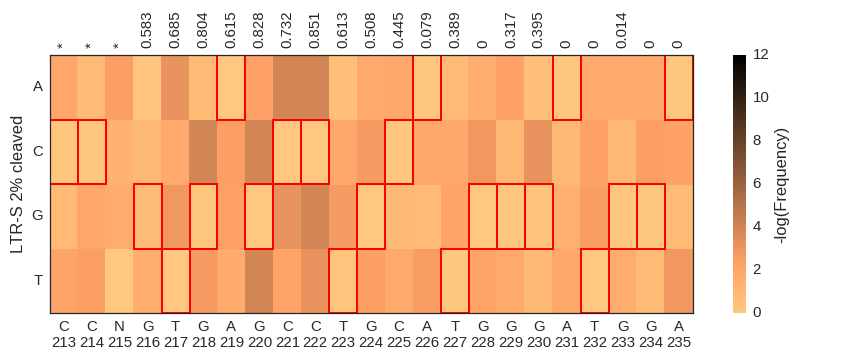 * * * 0.583 0.685 0.804 0.615 0.828 0.732 0.851 0.613 0.508 0.445 0.079 0.389 0 0.317 0.395 0 0 0.014 0 0
LTR-S 2% cleaved
A
C
G
T
C C N G T G A G C C T G C A T G G G A T G G A
213 214 215 216 217 218 219 220 221 222 223 224 225 226 227 228 229 230 231 232 233 234 235
12
10
8
6
4
2
0
-log(Frequency)